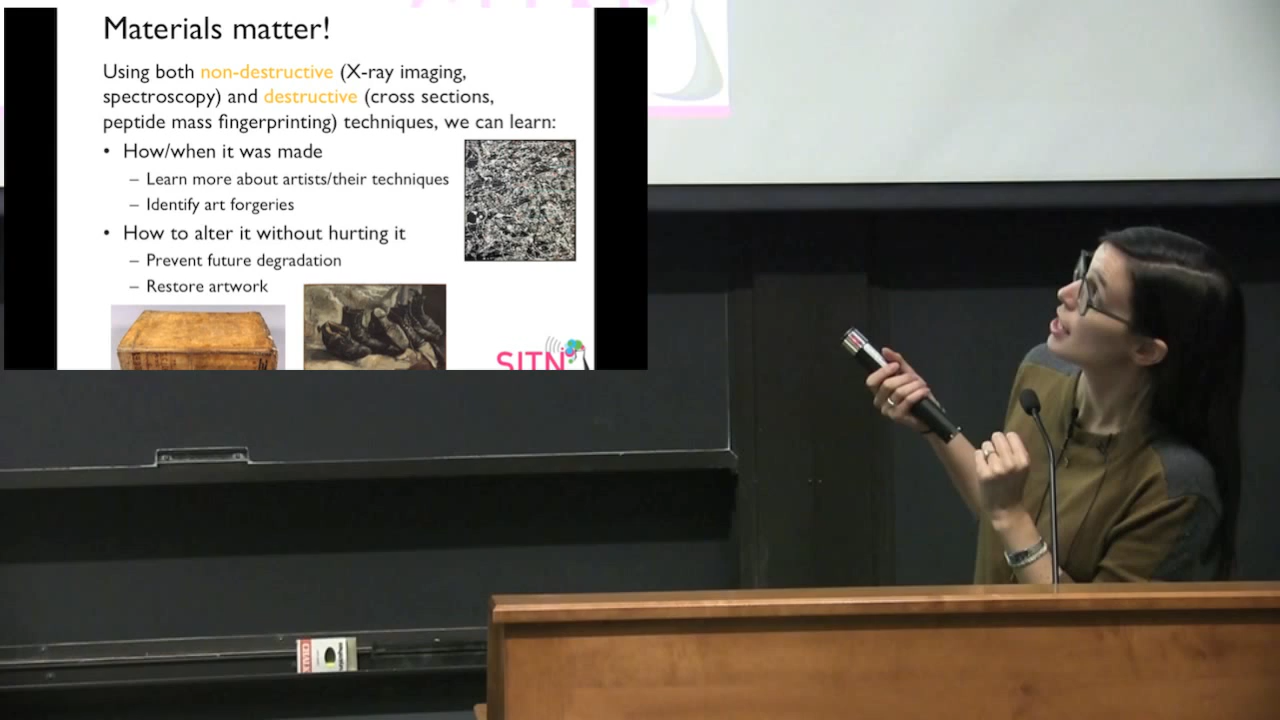 Materials matter!
Using both non-destructive (X-ray imaging,
spectroscopy) and destructive (cross sections,
peptide mass fingerprinting) techniques, we can learn:
• How/when it was made
– Learn more about artists/their techniques
– Identify art forgeries
• How to alter it without hurting it
– Prevent future degradation
– Restore artwork
SITN
CHALK